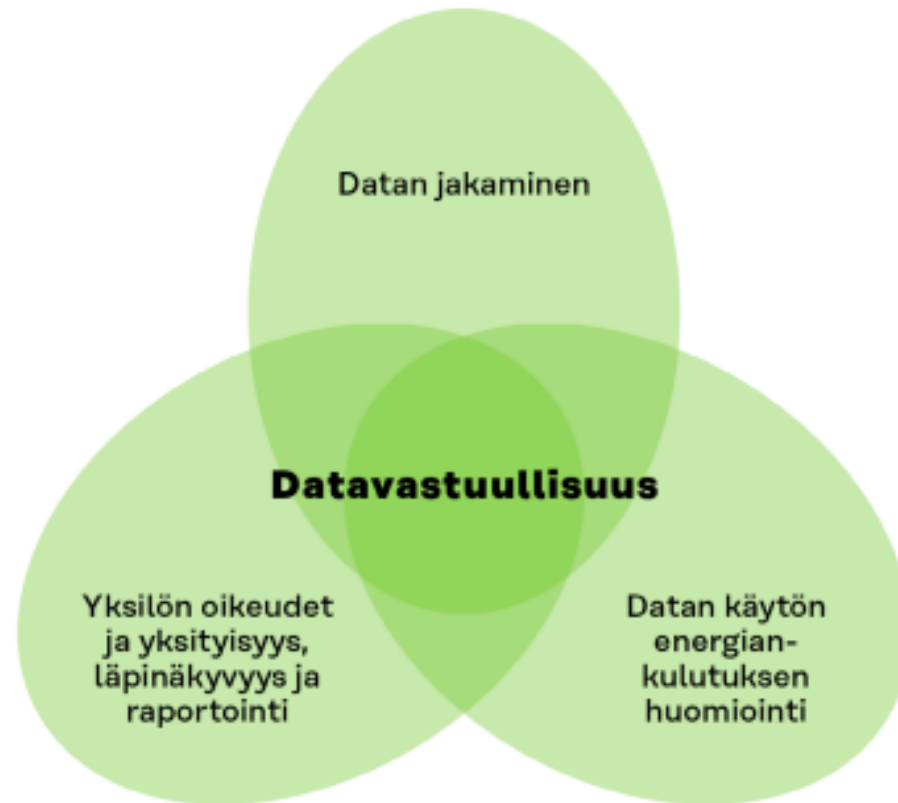 Datan jakaminen
Datavastuullisuus
Yksilön oikeudet
ja yksityisyys,
läpinäkyvyys ja
raportointi
Datan käytön
energian-
kulutuksen
huomiointi